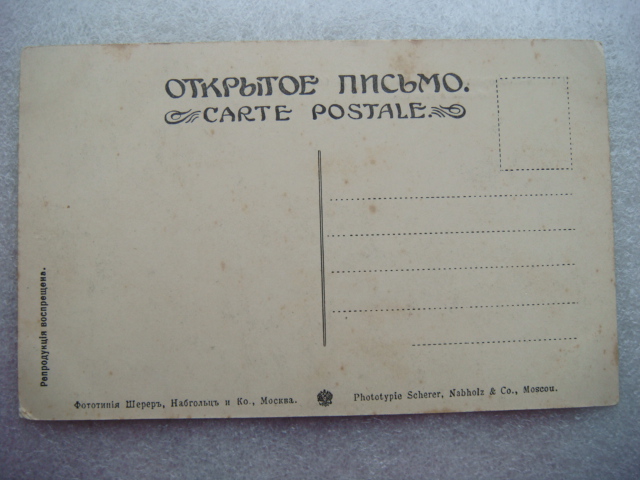 ОТКРЫТОЕ ПИСЬМО.
CARTE POSTALE.
Репродукція воспрещена.
Фототипія Шереръ, Набгольцъ и Ко., Москва.
Phototypie Scherer, Nabholz & Co., Moscou.